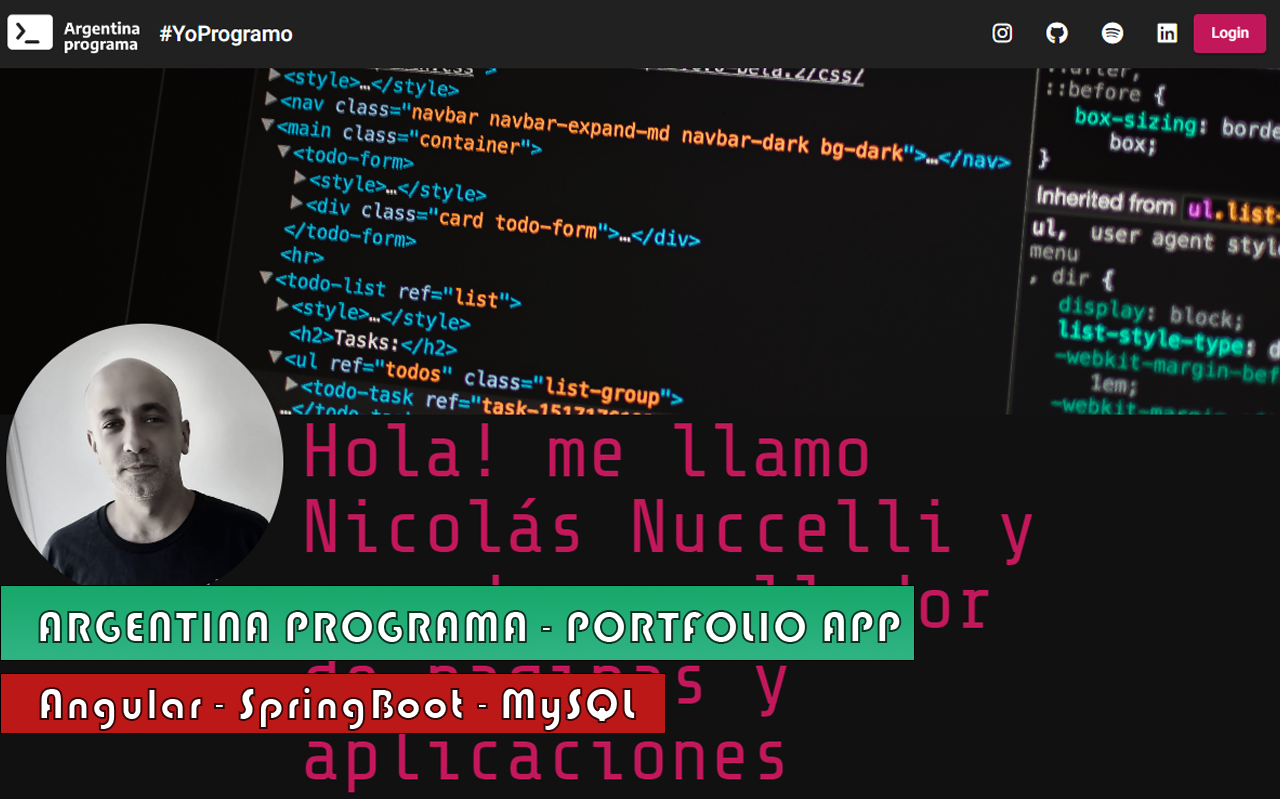 Argentina
programa
#YoProgramo
Login
<style>…</style>
<nav class="navbar navbar-expand-md navbar-dark bg-dark">…</nav>
<main class="container">
<todo-form>
<style>…</style>
<div class="card todo-form">…</div>
</todo-form>
<hr>
<todo-list ref="list">
<style>…</style>
<h2>Tasks:</h2>
<ul ref="todos" class="list-group">
<todo-task ref="task-
::after,
::before {
box-sizing: borde
box;
}
Inherited from ul.list-
ul, user agent style
menu
, dir {
display: block;
list-style-type: d
-webkit-margin-bef
1em;
Hola! me llamo
Nicolás Nuccelli y
ARGENTINA PROGRAMA - PORTFOLIO APP
y
Angular - SpringBoot - MySQL
aplicaciones